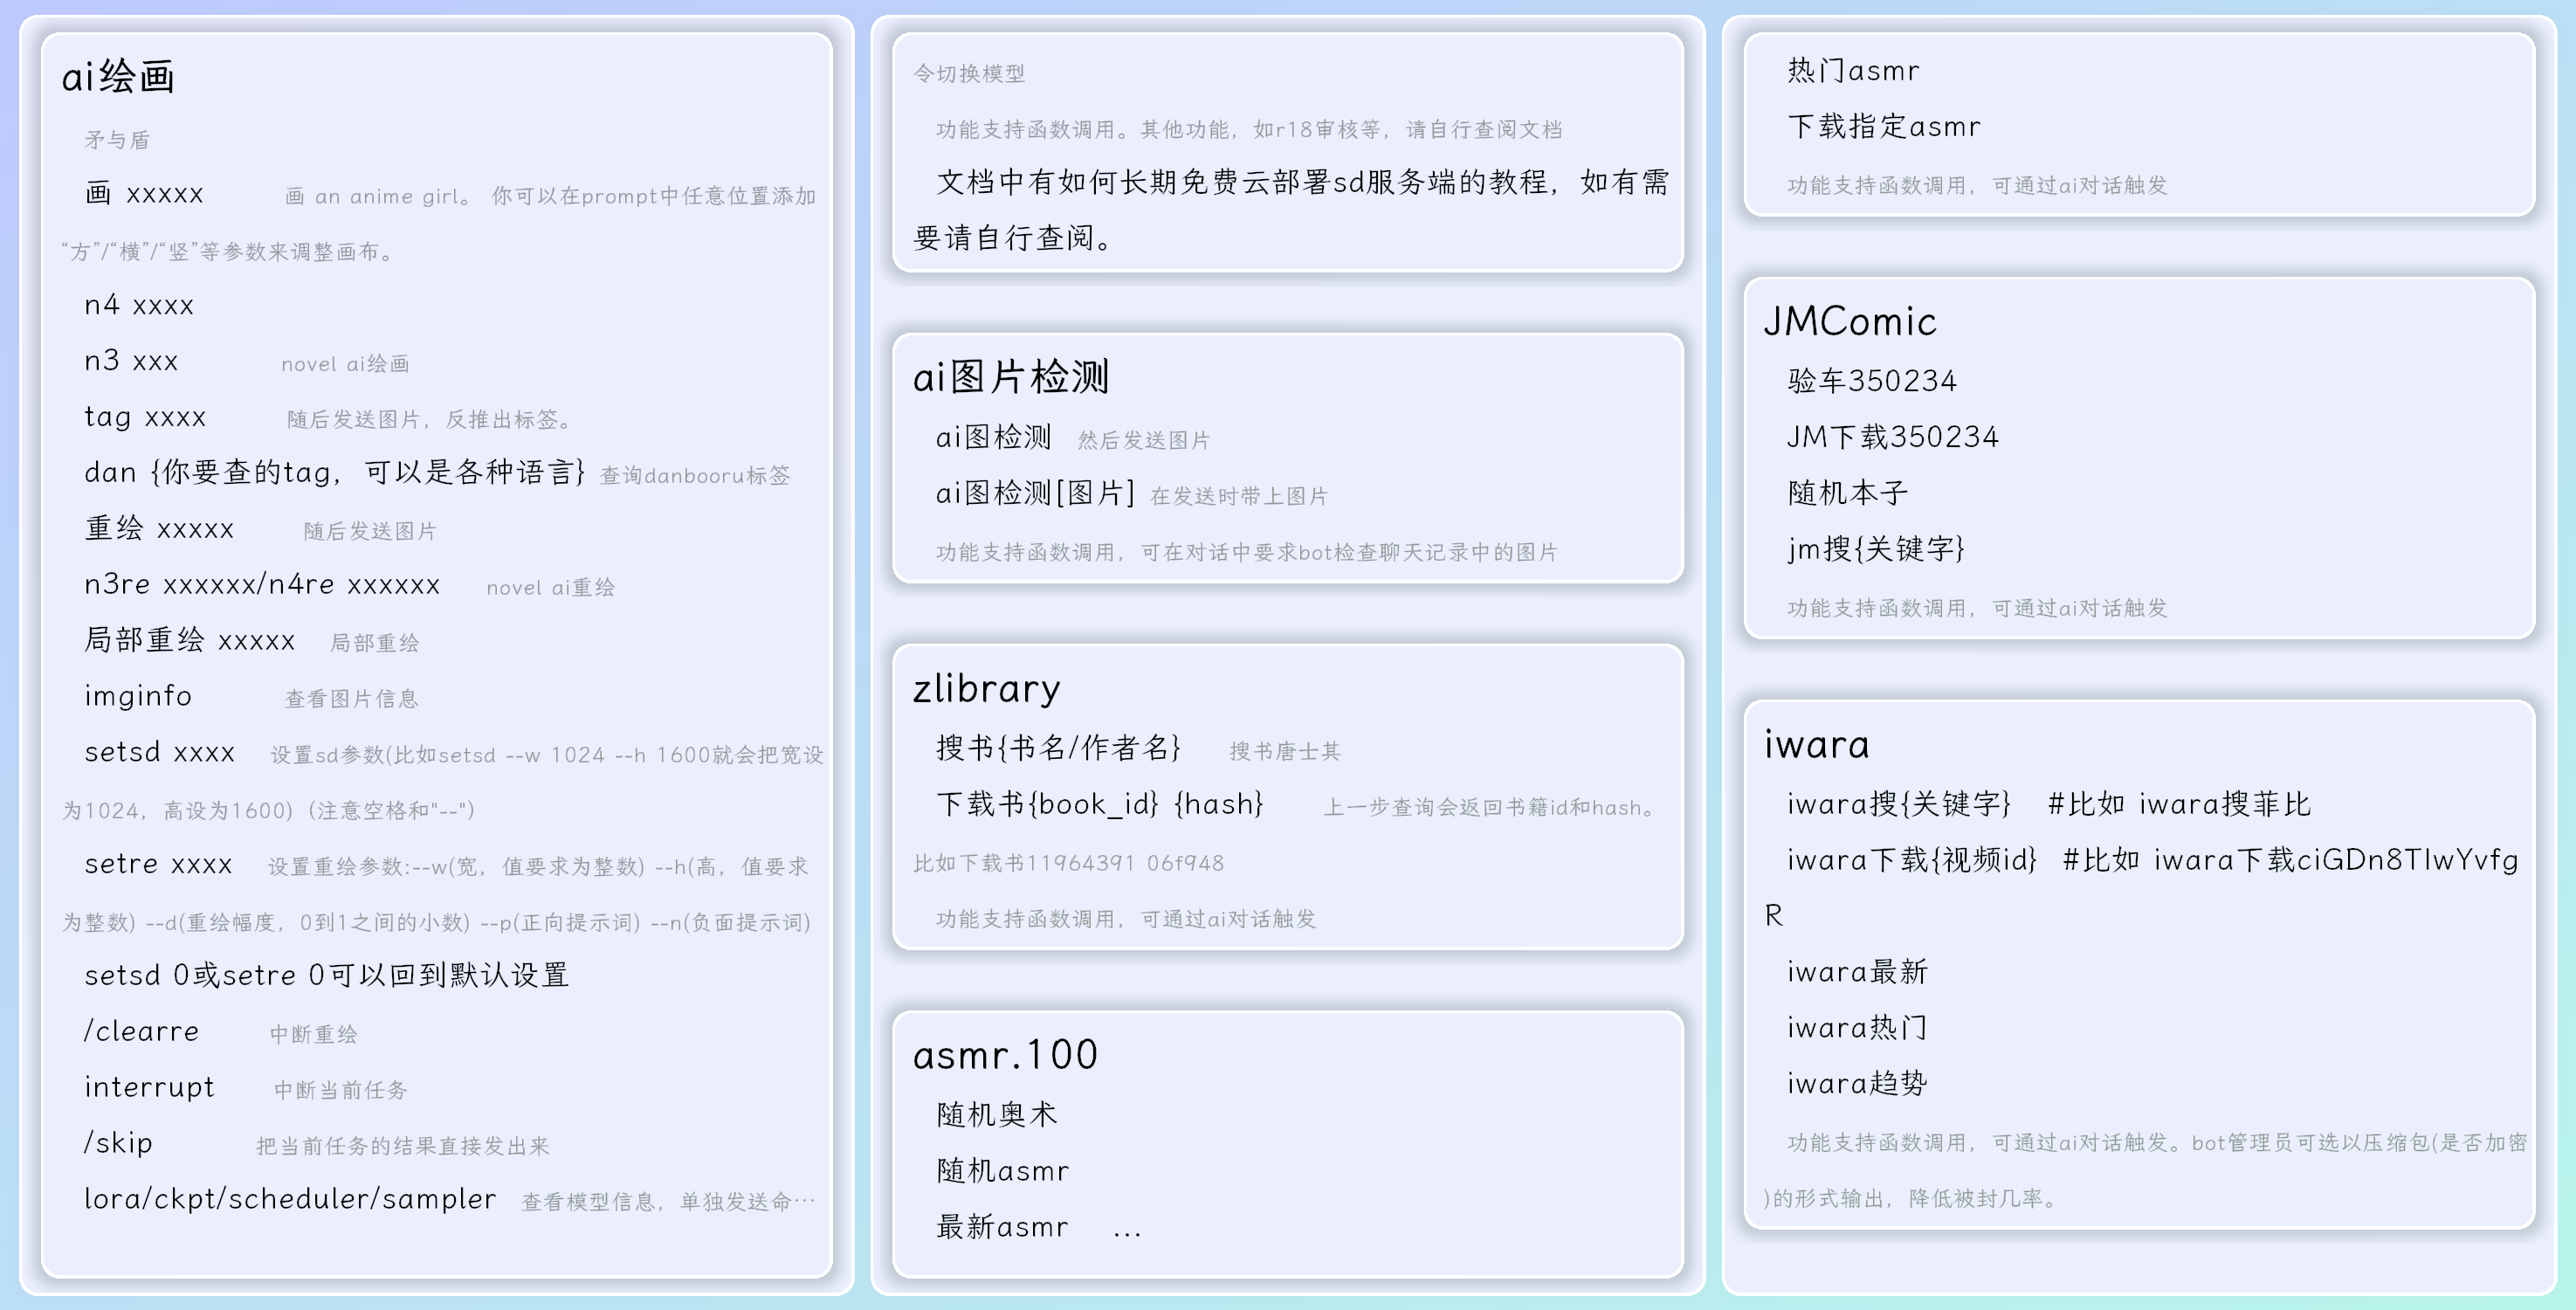 ai绘画
矛与盾
画 xxxxx 画 an anime girl。 你可以在prompt中任意位置添加
“方”/“横”/“竖”等参数来调整画布。
n4 xxxx
n3 xxx novel ai绘画
tag xxxx 随后发送图片，反推出标签。
dan {你要查的tag，可以是各种语言} 查询danbooru标签
重绘 xxxxx 随后发送图片
n3re xxxxxx/n4re xxxxxx novel ai重绘
局部重绘 xxxxx 局部重绘
imginfo 查看图片信息
setsd xxxx 设置sd参数(比如setsd --w 1024 --h 1600就会把宽设
为1024，高设为1600)（注意空格和"--"）
setre xxxx 设置重绘参数:--w(宽，值要求为整数) --h(高，值要求
为整数) --d(重绘幅度，0到1之间的小数) --p(正向提示词) --n(负面提示词)
setsd 0或setre 0可以回到默认设置
/clearre 中断重绘
interrupt 中断当前任务
/skip 把当前任务的结果直接发出来
lora/ckpt/scheduler/sampler 查看模型信息，单独发送命…
令切换模型
功能支持函数调用。其他功能，如r18审核等，请自行查阅文档
文档中有如何长期免费云部署sd服务端的教程，如有需
要请自行查阅。
ai图片检测
ai图检测 然后发送图片
ai图检测[图片] 在发送时带上图片
功能支持函数调用，可在对话中要求bot检查聊天记录中的图片
zlibrary
搜书{书名/作者名} 搜书唐士其
下载书{book_id} {hash} 上一步查询会返回书籍id和hash。
比如下载书11964391 06f948
功能支持函数调用，可通过ai对话触发
asmr.100
随机奥术
随机asmr
最新asmr ...
热门asmr
下载指定asmr
功能支持函数调用，可通过ai对话触发
JMComic
验车350234
JM下载350234
随机本子
jm搜{关键字}
功能支持函数调用，可通过ai对话触发
iwara
iwara搜{关键字} #比如 iwara搜菲比
iwara下载{视频id} #比如 iwara下载ciGDn8TIwYvfg
R
iwara最新
iwara热门
iwara趋势
功能支持函数调用，可通过ai对话触发。bot管理员可选以压缩包(是否加密
)的形式输出，降低被封几率。